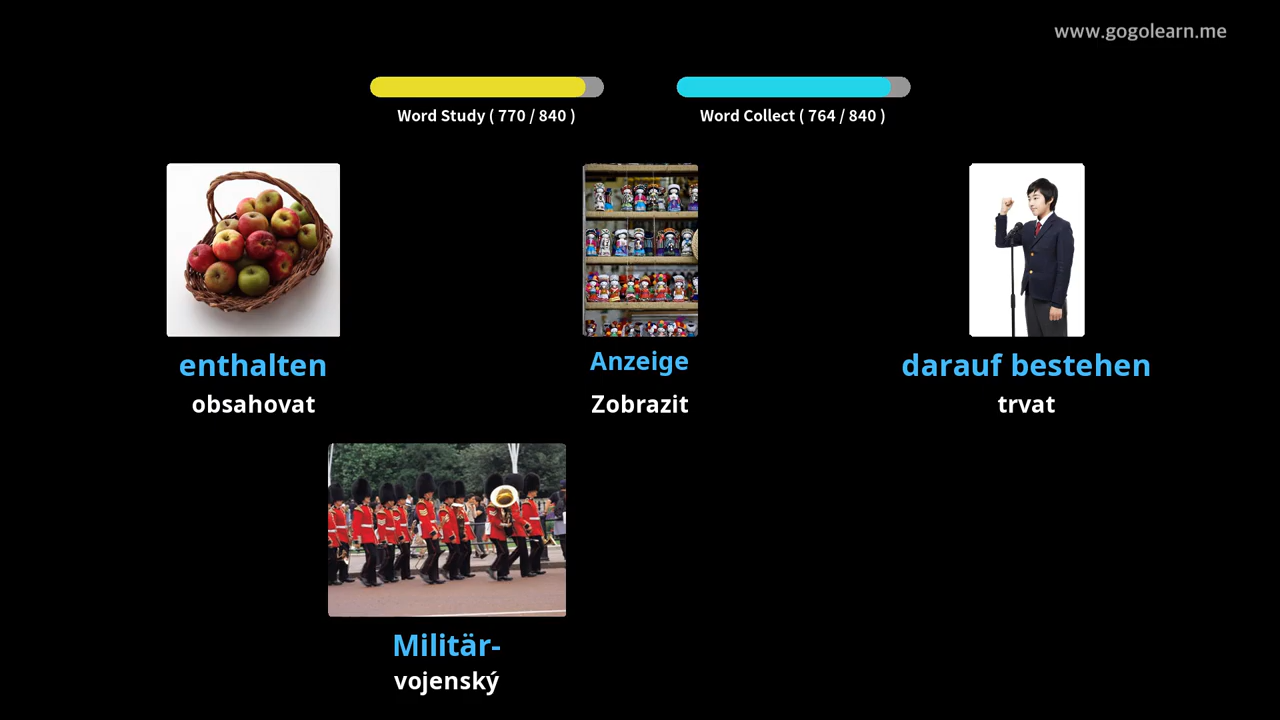 www.gogolearn.me
Word Study ( 770 / 840 )
Word Collect ( 764 / 840 )
enthalten
obsahovat
Anzeige
Zobrazit
darauf bestehen
trvat
Militär-
vojenský